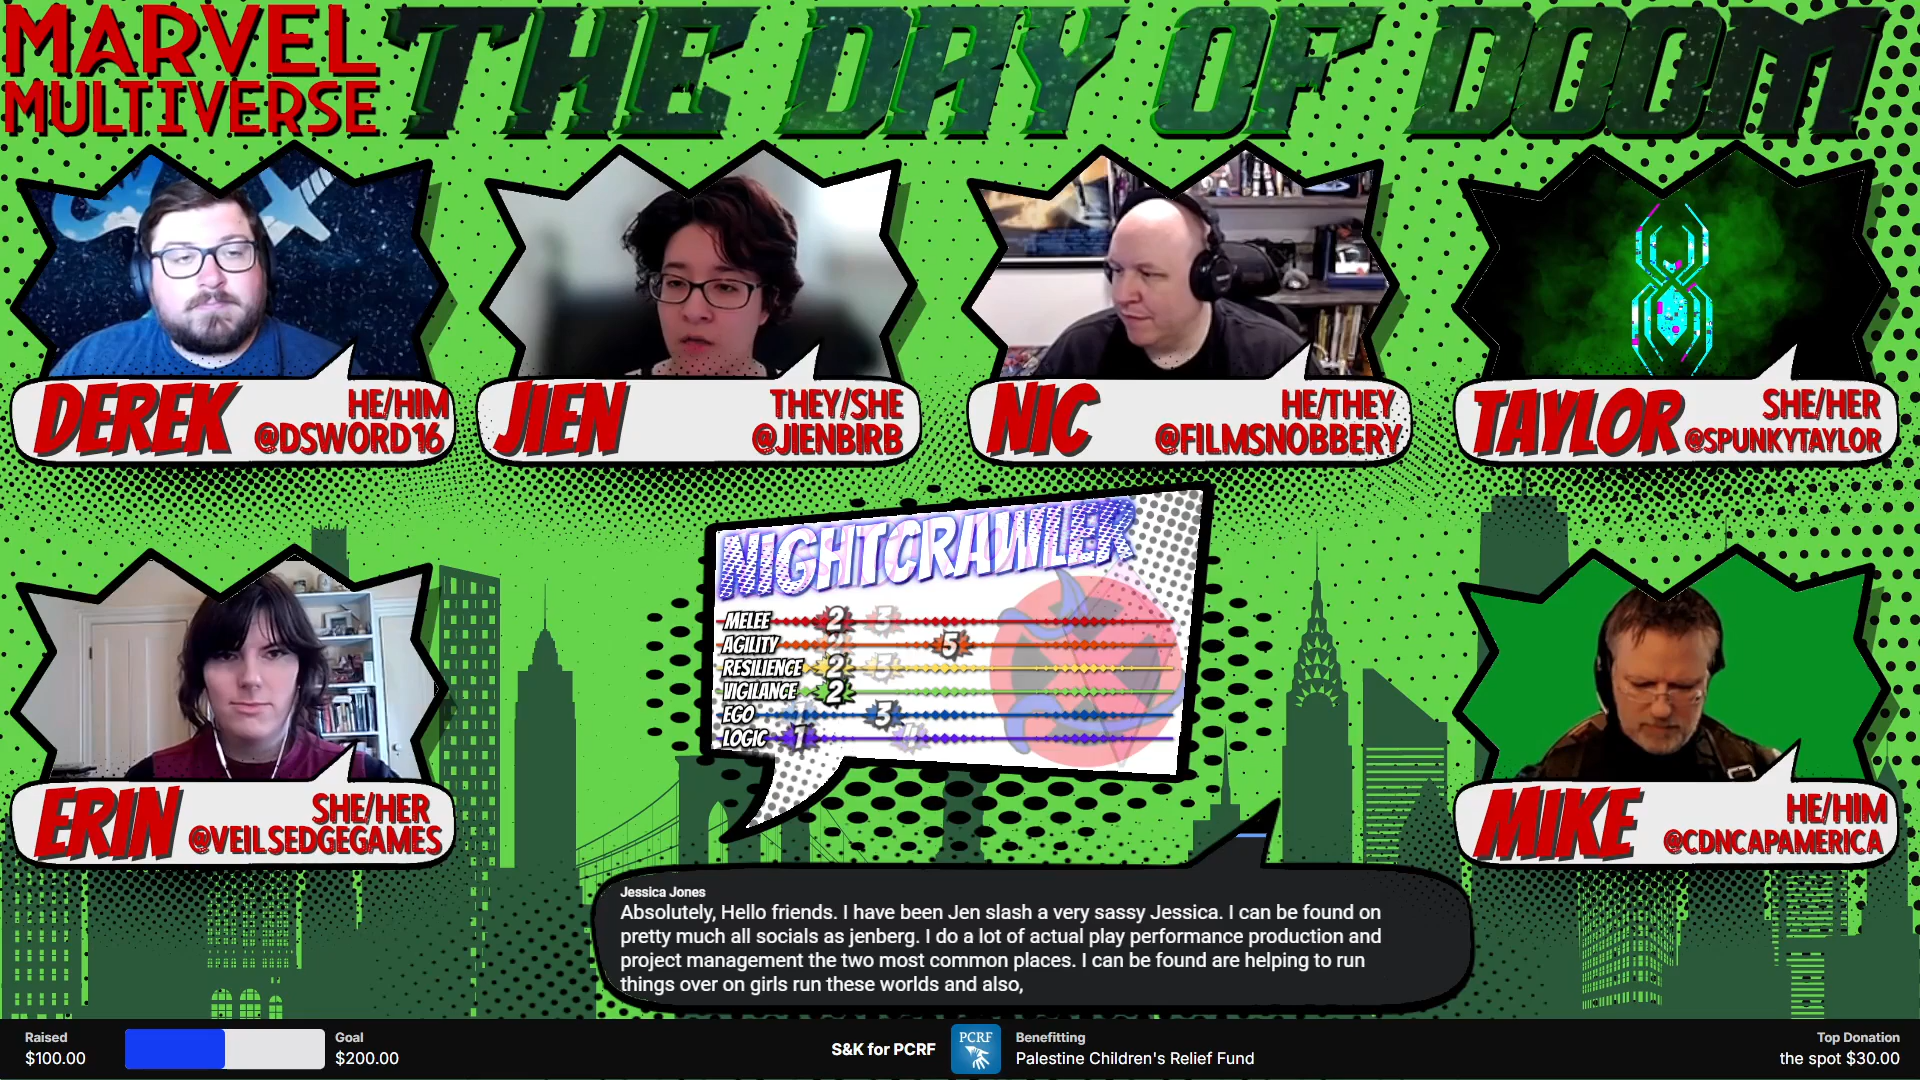 MARVEL
MULTIVERSE
THE DAY OF DOOM
DEREK
HE/HIM
@DSWORD16
JIEN
THEY/SHE
@JIENBIRB
NIC
HE/THEY
@FILMSNOBBERY
TAYLOR
SHE/HER
@SPUNKYTAYLOR
NIGHTCRAWLER
MELEE 2
AGILITY 5
RESILIENCE 2
VIGILANCE 2
EGO 3
LOGIC 1
ERIN
SHE/HER
@VEILSEDGEGAMES
MIKE
HE/HIM
@CDNCAPAMERICA
Jessica Jones
Absolutely, Hello friends. I have been Jen slash a very sassy Jessica. I can be found on
pretty much all socials as jenberg. I do a lot of actual play performance production and
project management the two most common places. I can be found are helping to run
things over on girls run these worlds and also,
Raised
$100.00
Goal
$200.00
S&K for PCRF
PCRF
Benefitting
Palestine Children's Relief Fund
Top Donation
the spot $30.00